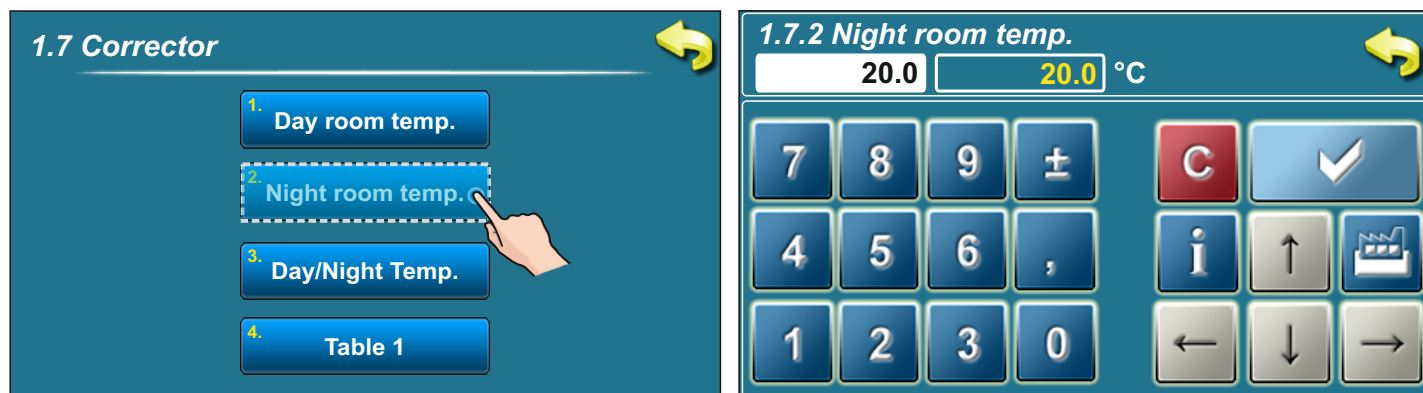 1.7 Corrector
1.
Day room temp.
2.
Night room temp.
3.
Day/Night Temp.
4.
Table 1
1.7.2 Night room temp.
20.0 20.0 °C
7 8 9 ± C
4 5 6 , i ↑
1 2 3 0 ← ↓ →